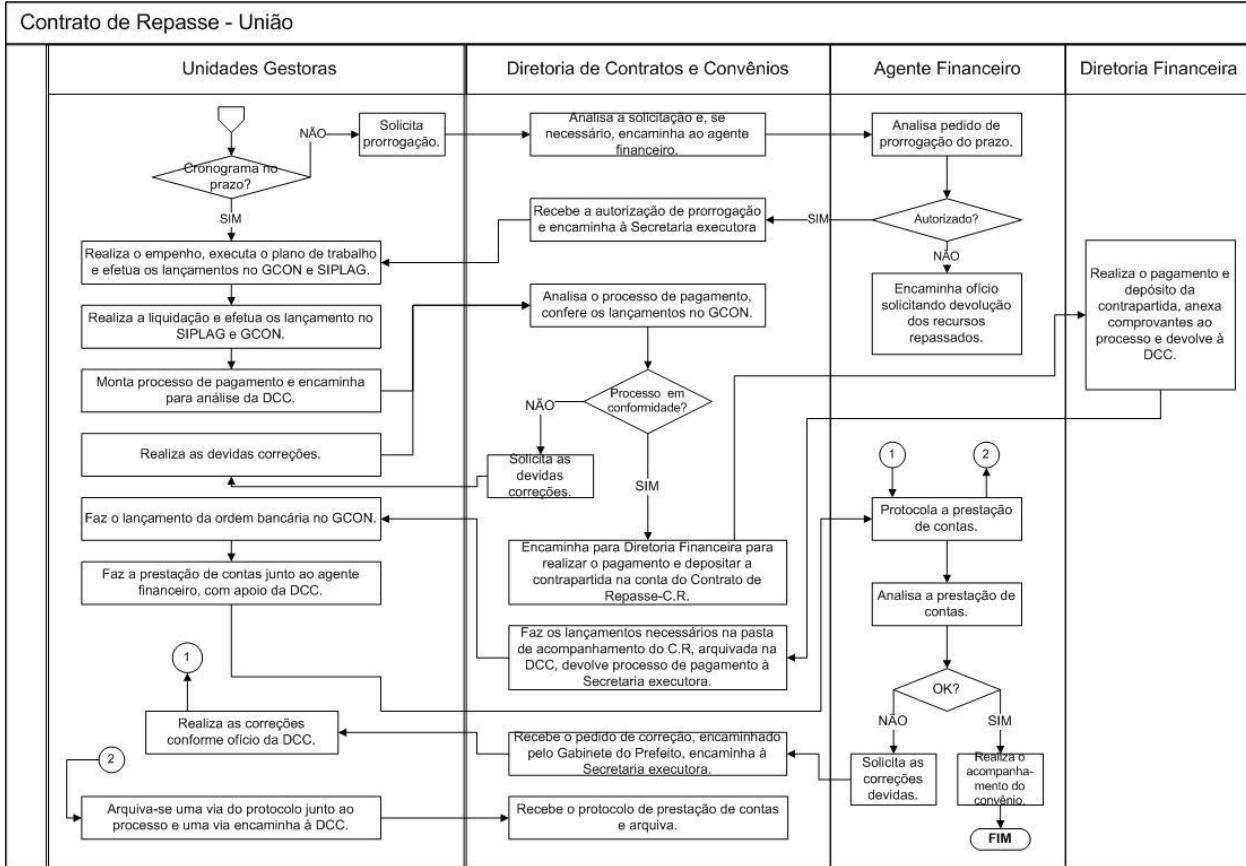 Contrato de Repasse - União
Unidades Gestoras
Diretoria de Contratos e Convênios
Agente Financeiro
Diretoria Financeira
Cronograma no
prazo?
NÃO
SIM
Solicita
prorrogação.
Analisa a solicitação e, se
necessário, encaminha ao agente
financeiro.
Analisa pedido de
prorrogação do prazo.
Autorizado?
SIM
NÃO
Recebe a autorização de prorrogação
e encaminha à Secretaria executora
Encaminha ofício
solicitando devolução
dos recursos
repassados.
Realiza o empenho, executa o plano de trabalho
e efetua os lançamentos no GCON e SIPLAG.
Realiza a liquidação e efetua os lançamento no
SIPLAG e GCON.
Monta processo de pagamento e encaminha
para análise da DCC.
Analisa o processo de pagamento,
confere os lançamentos no GCON.
Processo em
conformidade?
NÃO
SIM
Solicita as
devidas
correções.
Realiza as devidas correções.
Encaminha para Diretoria Financeira para
realizar o pagamento e depositar a
contrapartida na conta do Contrato de
Repasse-C.R.
Realiza o pagamento e
depósito da
contrapartida, anexa
comprovantes ao
processo e devolve à
DCC.
Faz os lançamentos necessários na pasta
de acompanhamento do C.R, arquivada na
DCC, devolve processo de pagamento à
Secretaria executora.
Faz o lançamento da ordem bancária no GCON.
Faz a prestação de contas junto ao agente
financeiro, com apoio da DCC.
1
2
Protocola a prestação
de contas.
Analisa a prestação de
contas.
OK?
NÃO
SIM
Solicita as
correções
devidas.
Realiza o
acompanha-
mento do
convênio.
FIM
Recebe o pedido de correção, encaminhado
pelo Gabinete do Prefeito, encaminha à
Secretaria executora.
Realiza as correções
conforme ofício da DCC.
1
2
Arquiva-se uma via do protocolo junto ao
processo e uma via encaminha à DCC.
Recebe o protocolo de prestação de contas
e arquiva.